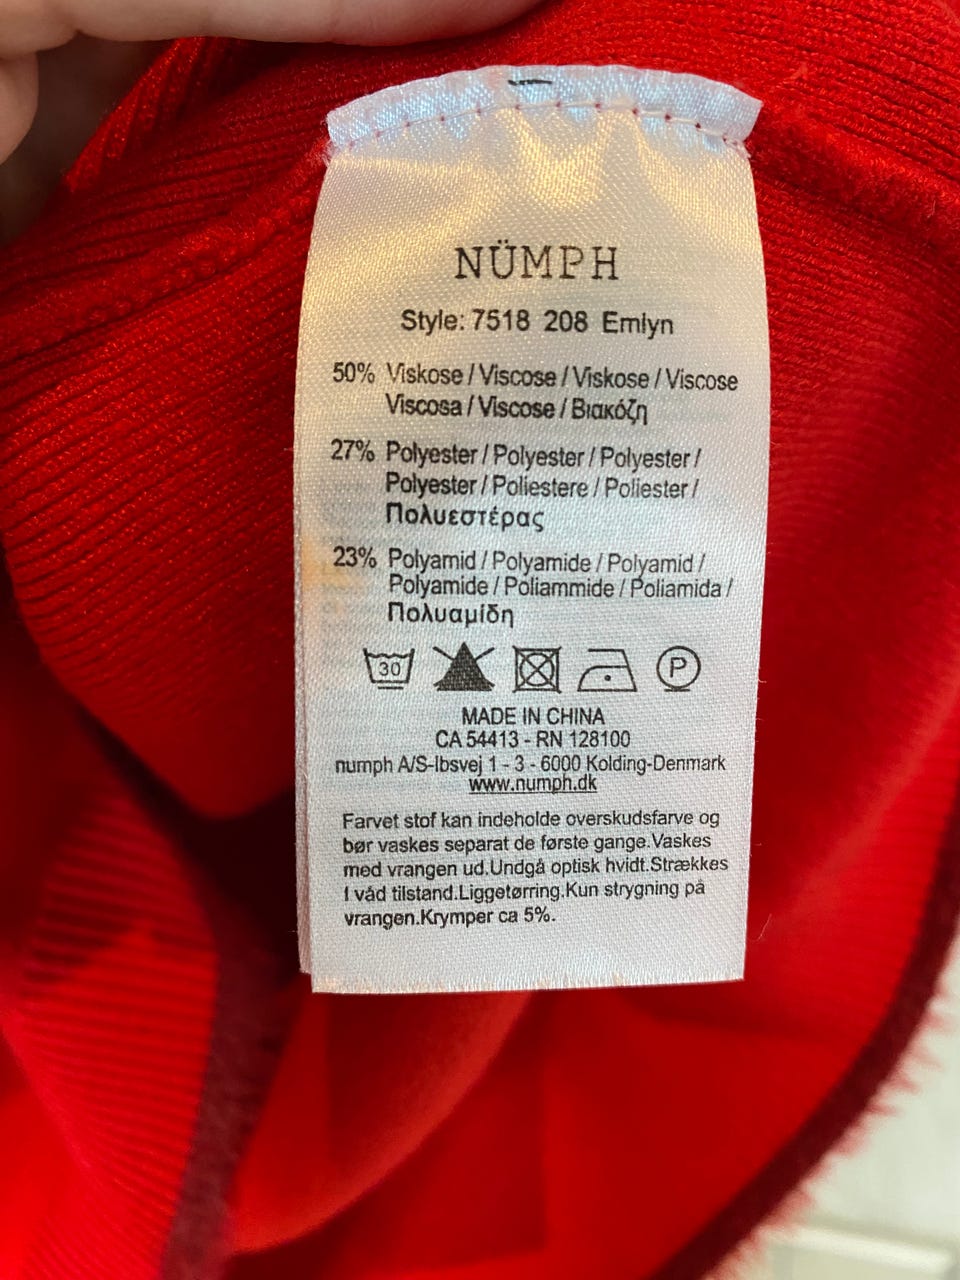 NÜMPH
Style: 7518 208 Emlyn
50% Viskose / Viscose / Viskose / Viscose
Viscosa / Viscose / Βιακόζη
27% Polyester / Polyester / Polyester /
Polyester / Poliestere / Poliester /
Πολυεστέρας
23% Polyamid / Polyamide / Polyamid /
Polyamide / Poliammide / Poliamida /
Πολυαμίδη
30 P
MADE IN CHINA
CA 54413 - RN 128100
numph A/S-Ibsvej 1 - 3 - 6000 Kolding-Denmark
www.numph.dk
Farvet stof kan indeholde overskudsfarve og
bør vaskes separat de første gange.Vaskes
med vrangen ud.Undgå optisk hvidt.Strækkes
I våd tilstand.Liggetørring.Kun strygning på
vrangen.Krymper ca 5%.